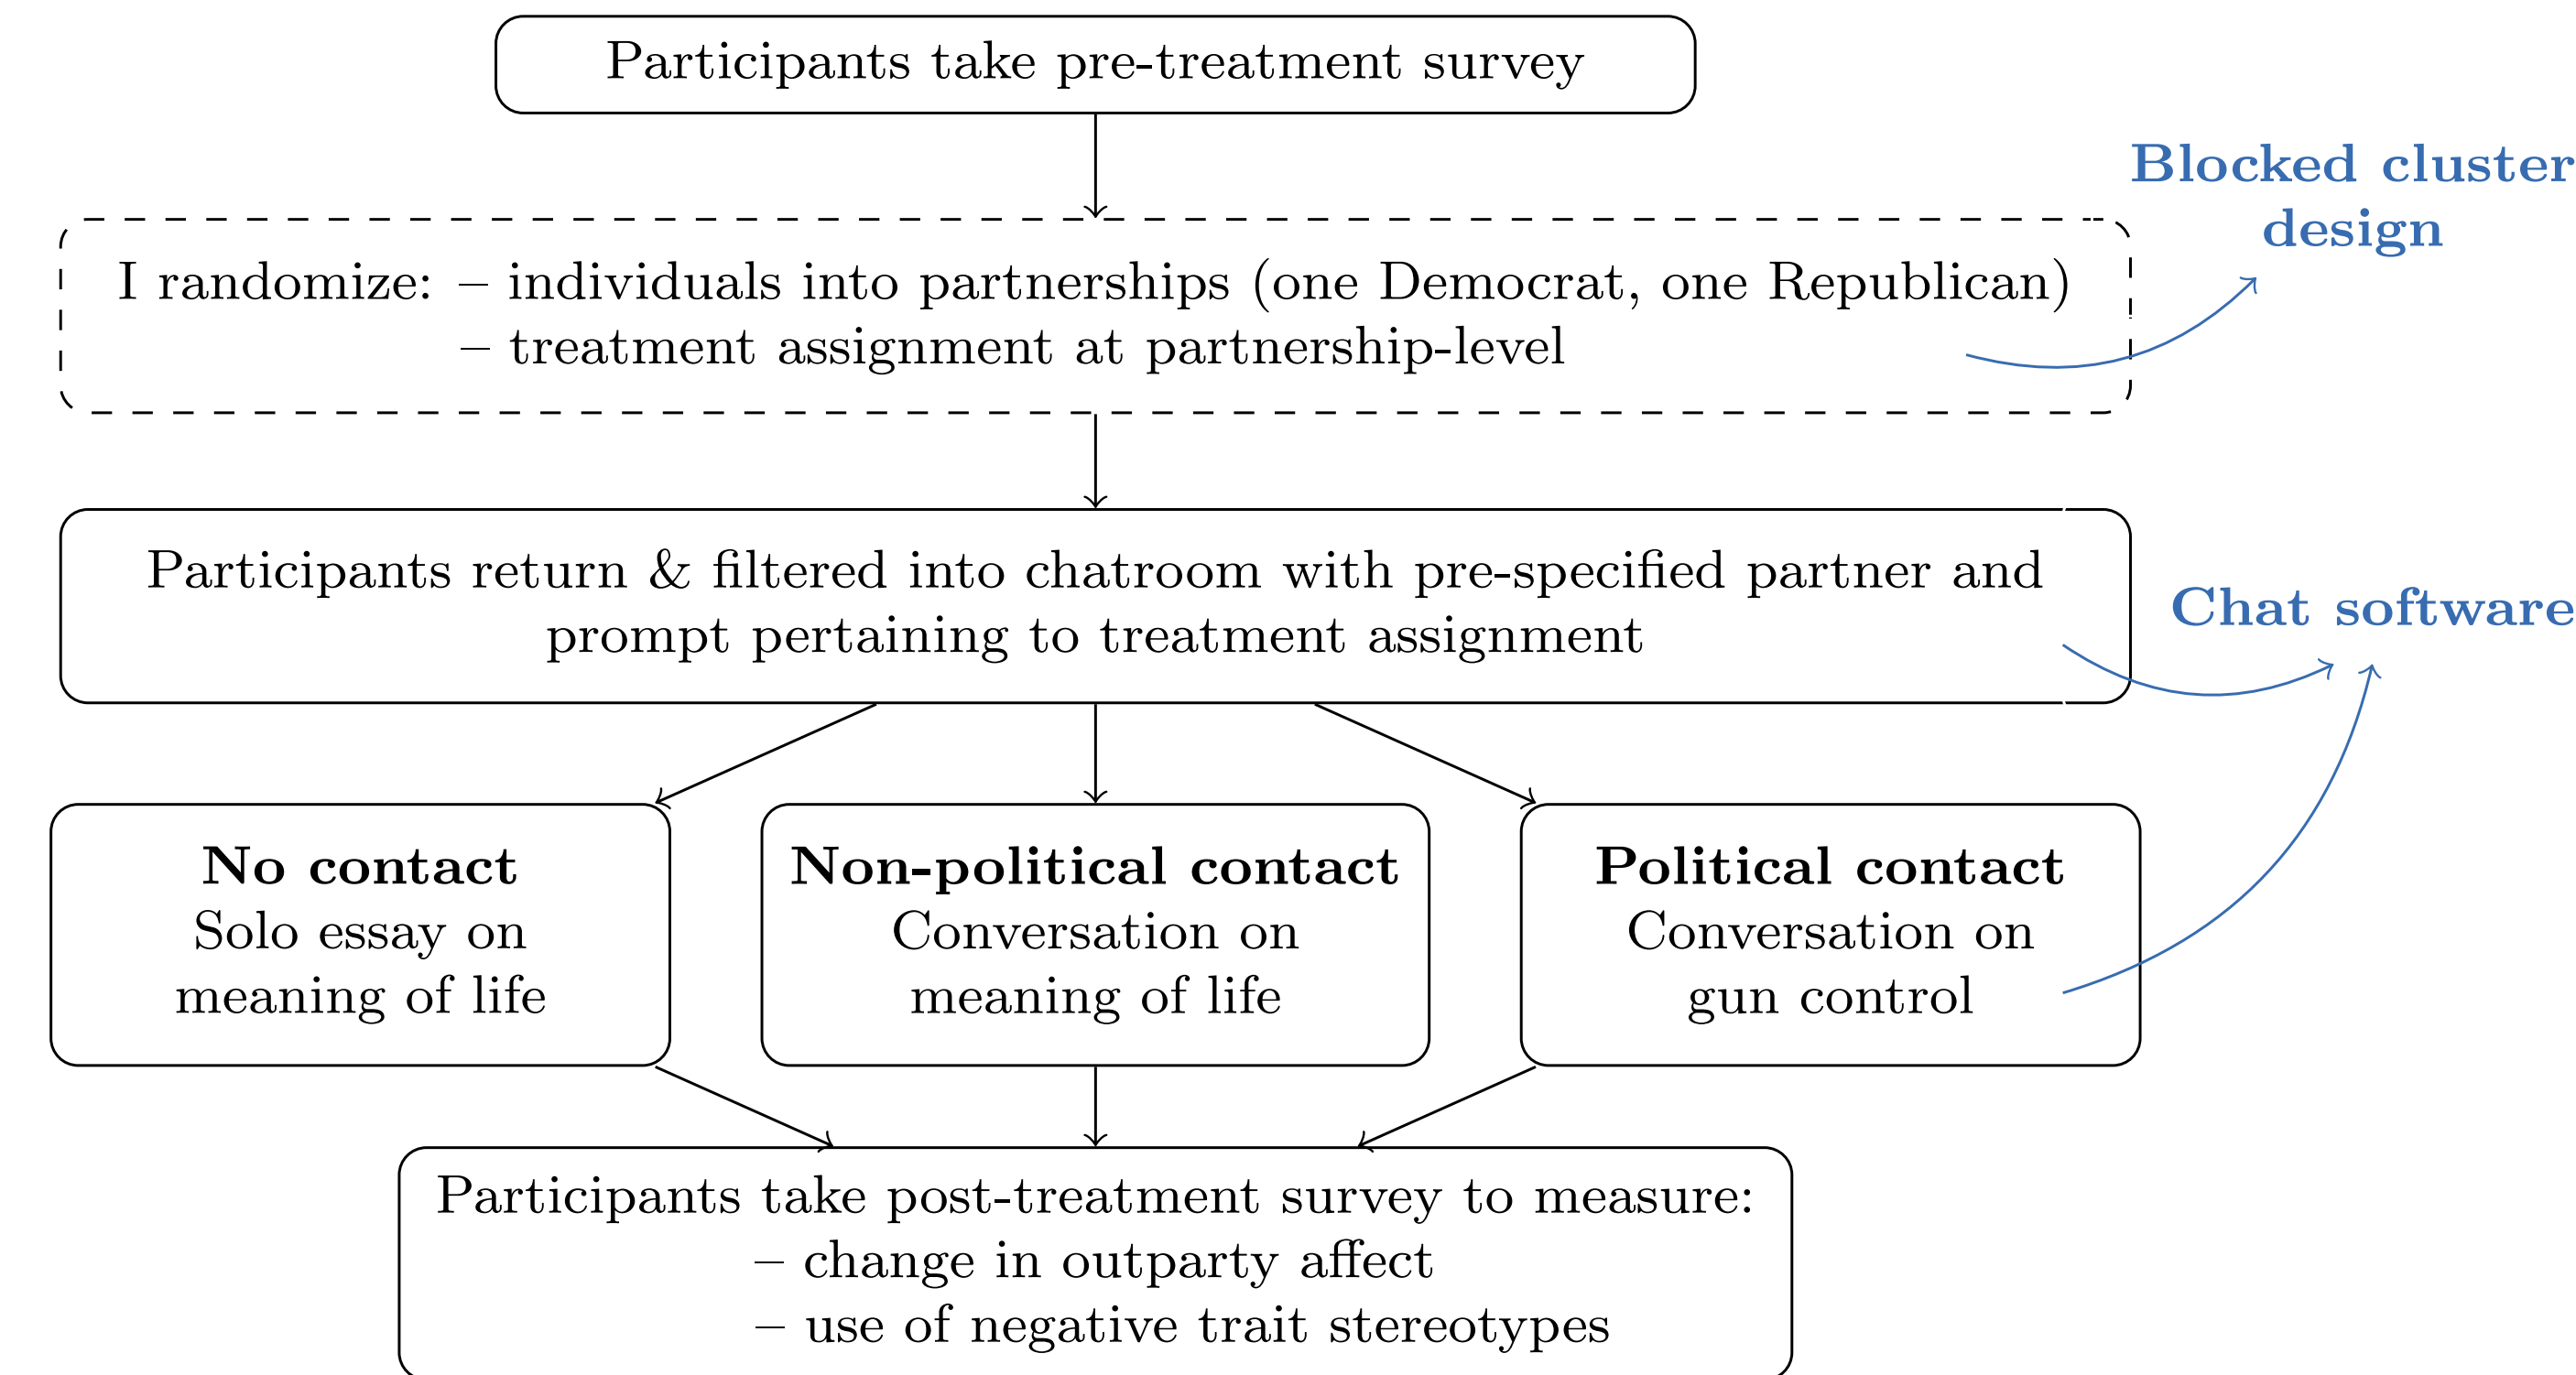 Participants take pre-treatment survey
Blocked cluster
design
I randomize: – individuals into partnerships (one Democrat, one Republican)
– treatment assignment at partnership-level
Participants return & filtered into chatroom with pre-specified partner and
prompt pertaining to treatment assignment
Chat software
No contact
Solo essay on
meaning of life
Non-political contact
Conversation on
meaning of life
Political contact
Conversation on
gun control
Participants take post-treatment survey to measure:
– change in outparty affect
– use of negative trait stereotypes